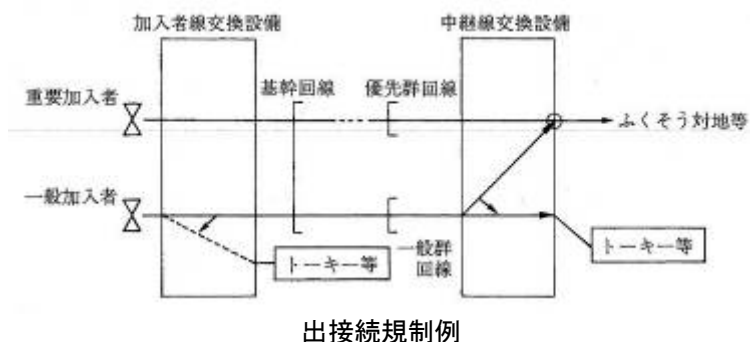 加入者線交換設備
中継線交換設備
重要加入者
基幹回線
優先群回線
ふくそう対地等
一般加入者
トーキー等
一般群
回線
トーキー等
出接続規制例